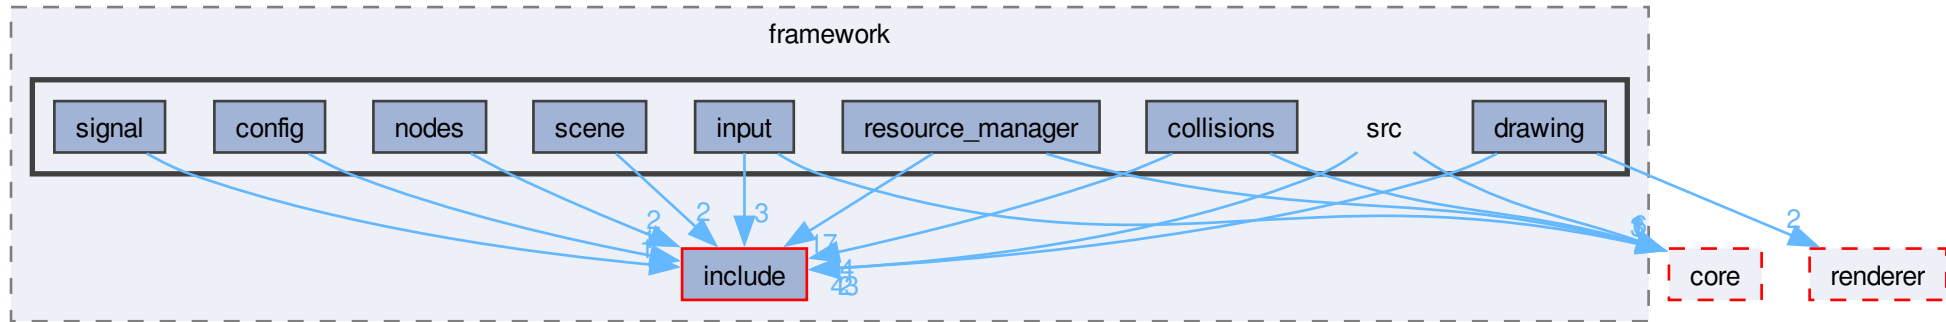 framework
signal
config
nodes
scene
input
resource_manager
collisions
src
drawing
2
2
3
17
2
include
core
renderer